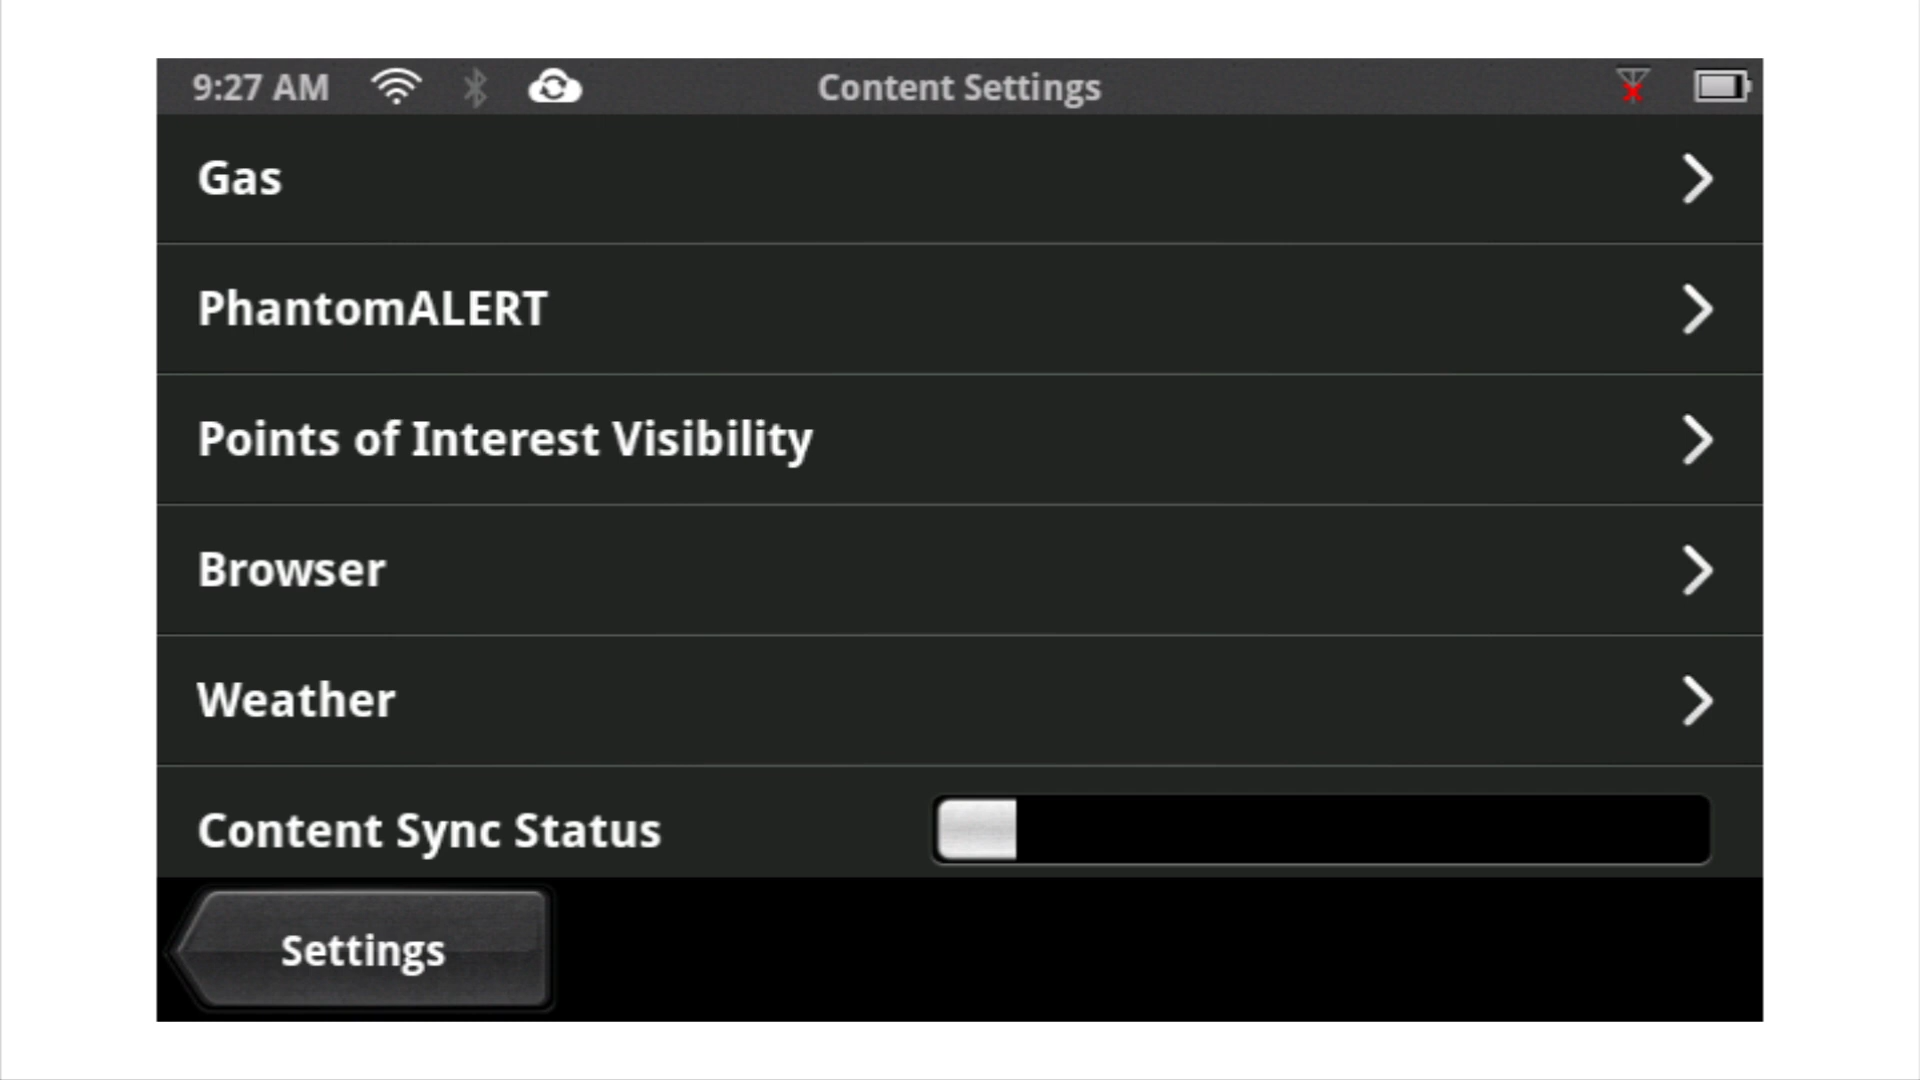 9:27 AM Content Settings
Gas
PhantomALERT
Points of Interest Visibility
Browser
Weather
Content Sync Status
Settings